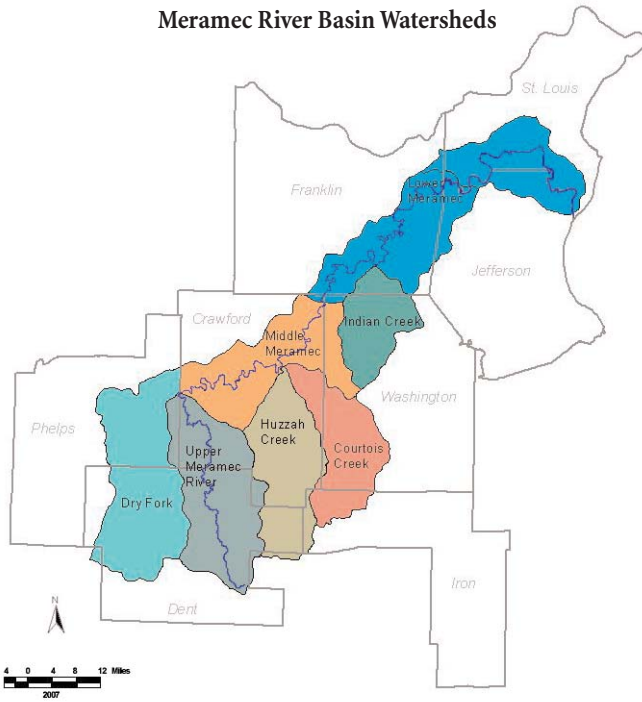 Meramec River Basin Watersheds
St. Louis
Franklin
Lower
Meramec
Jefferson
Crawford
Middle
Meramec
Indian Creek
Washington
Phelps
Upper
Meramec
River
Huzzah
Creek
Courtois
Creek
Dry Fork
Iron
Dent
N
4 0 4 8 12 Miles
2007